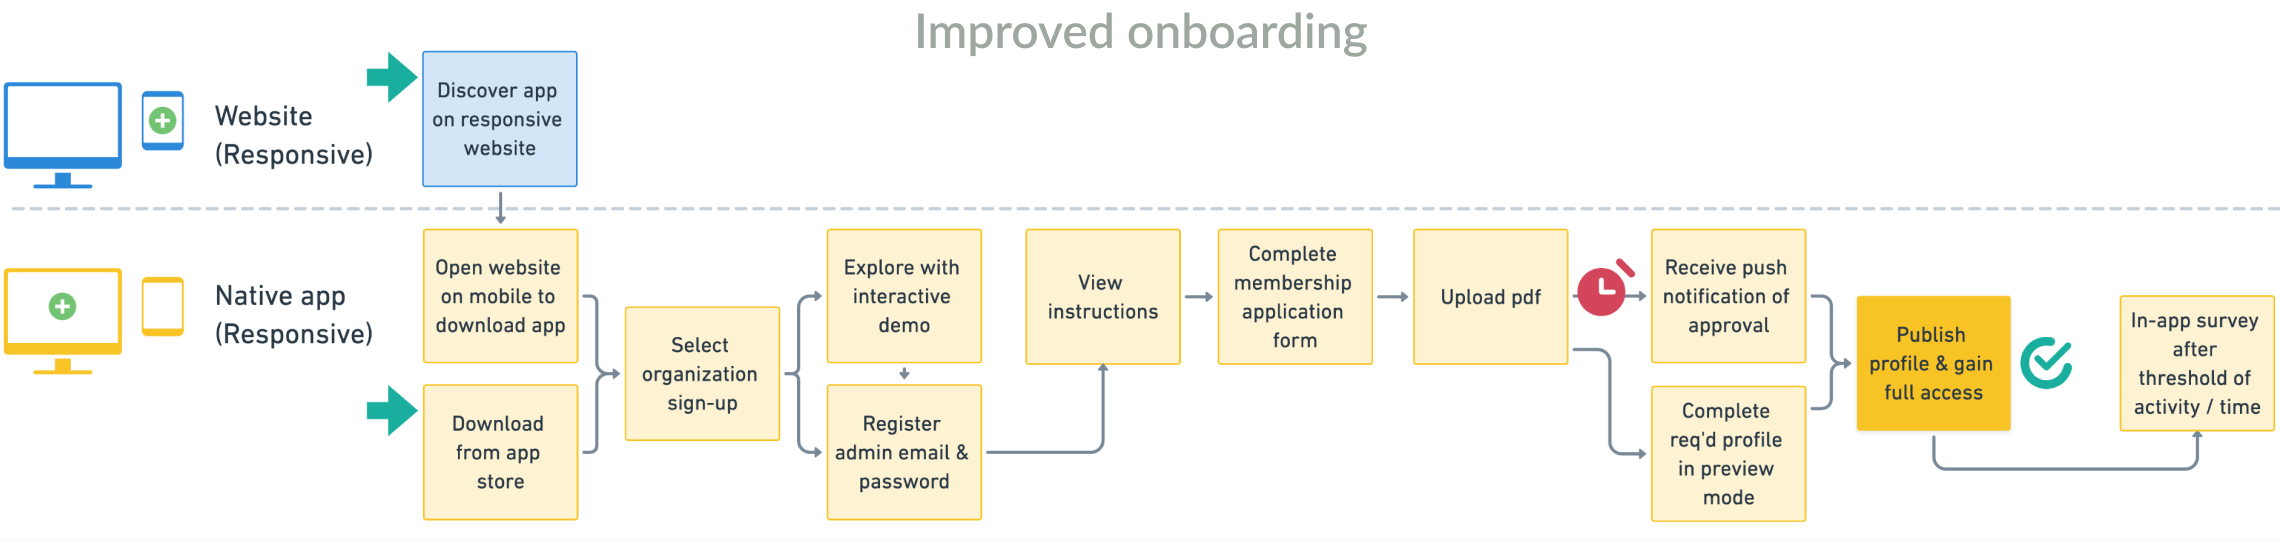 Improved onboarding
Website
(Responsive)
Discover app
on responsive
website
Native app
(Responsive)
Open website
on mobile to
download app
Download
from app
store
Select
organization
sign-up
Explore with
interactive
demo
Register
admin email &
password
View
instructions
Complete
membership
application
form
Upload pdf
Receive push
notification of
approval
Complete
req'd profile
in preview
mode
Publish
profile & gain
full access
In-app survey
after
threshold of
activity / time